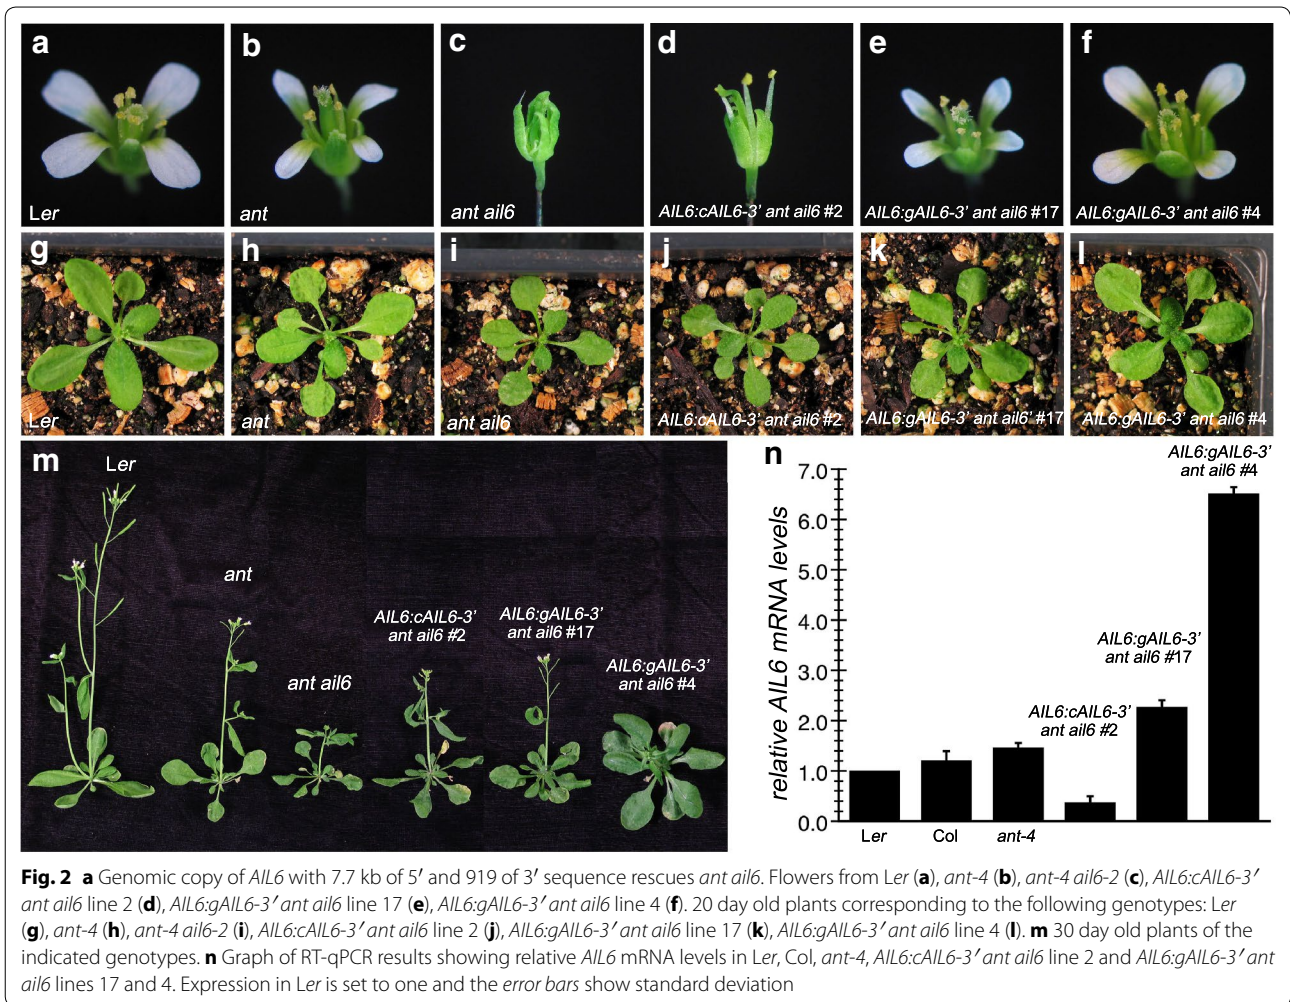 a
b
c
d
e
f
Ler
ant
ant ail6
AIL6:cAIL6-3' ant ail6 #2
AIL6:gAIL6-3' ant ail6 #17
AIL6:gAIL6-3' ant ail6 #4
g
h
i
j
k
l
Ler
ant
ant ail6
AIL6:cAIL6-3' ant ail6 #2
AIL6:gAIL6-3' ant ail6' #17
AIL6:gAIL6-3' ant ail6 #4
m
Ler
ant
ant ail6
AIL6:cAIL6-3'
ant ail6 #2
AIL6:gAIL6-3'
ant ail6 #17
AIL6:gAIL6-3'
ant ail6 #4
n
relative AIL6 mRNA levels
7.0
6.0
5.0
4.0
3.0
2.0
1.0
0.0
AIL6:gAIL6-3'
ant ail6 #4
AIL6:gAIL6-3'
ant ail6 #17
AIL6:cAIL6-3'
ant ail6 #2
Ler
Col
ant-4
Fig. 2 a Genomic copy of AIL6 with 7.7 kb of 5′ and 919 of 3′ sequence rescues ant ail6. Flowers from Ler (a), ant-4 (b), ant-4 ail6-2 (c), AIL6:cAIL6-3′
ant ail6 line 2 (d), AIL6:gAIL6-3′ ant ail6 line 17 (e), AIL6:gAIL6-3′ ant ail6 line 4 (f). 20 day old plants corresponding to the following genotypes: Ler
(g), ant-4 (h), ant-4 ail6-2 (i), AIL6:cAIL6-3′ ant ail6 line 2 (j), AIL6:gAIL6-3′ ant ail6 line 17 (k), AIL6:gAIL6-3′ ant ail6 line 4 (l). m 30 day old plants of the
indicated genotypes. n Graph of RT-qPCR results showing relative AIL6 mRNA levels in Ler, Col, ant-4, AIL6:cAIL6-3′ ant ail6 line 2 and AIL6:gAIL6-3′ ant
ail6 lines 17 and 4. Expression in Ler is set to one and the error bars show standard deviation